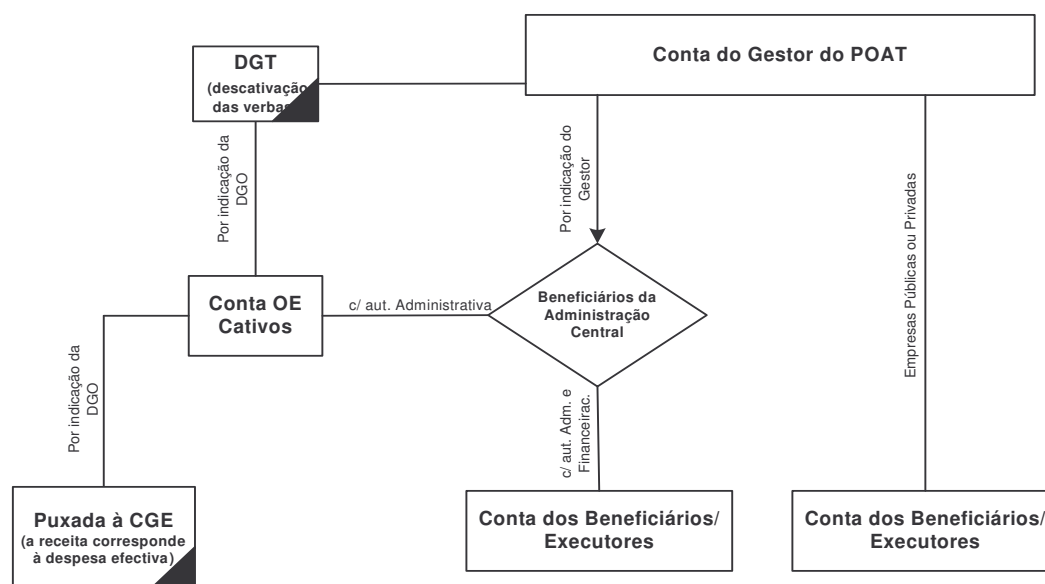 DGT
(descativação
das verbas
Conta do Gestor do POAT
Por indicação da
DGO
Por indicação do
Gestor
Empresas Públicas ou Privadas
Conta OE
Cativos
c/ aut. Administrativa
Beneficiários da
Administração
Central
Por indicação da
DGO
c/ aut. Adm. e
Financeirac.
Puxada à CGE
(a receita corresponde
à despesa efectiva)
Conta dos Beneficiários/
Executores
Conta dos Beneficiários/
Executores